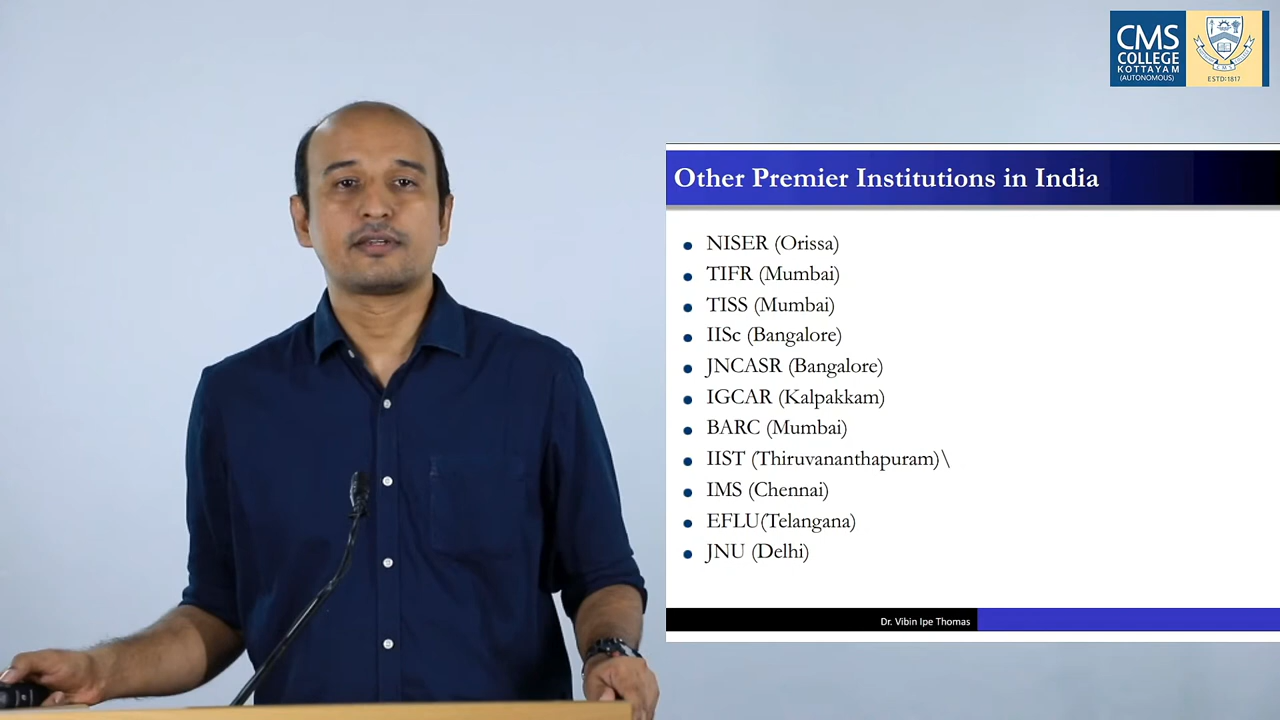 CMS
COLLEGE
KOTTAYAM
(AUTONOMOUS)
ESTD:1817
Other Premier Institutions in India
NISER (Orissa)
TIFR (Mumbai)
TISS (Mumbai)
IISc (Bangalore)
JNCASR (Bangalore)
IGCAR (Kalpakkam)
BARC (Mumbai)
IIST (Thiruvananthapuram)\
IMS (Chennai)
EFLU(Telangana)
JNU (Delhi)
Dr. Vibin Ipe Thomas